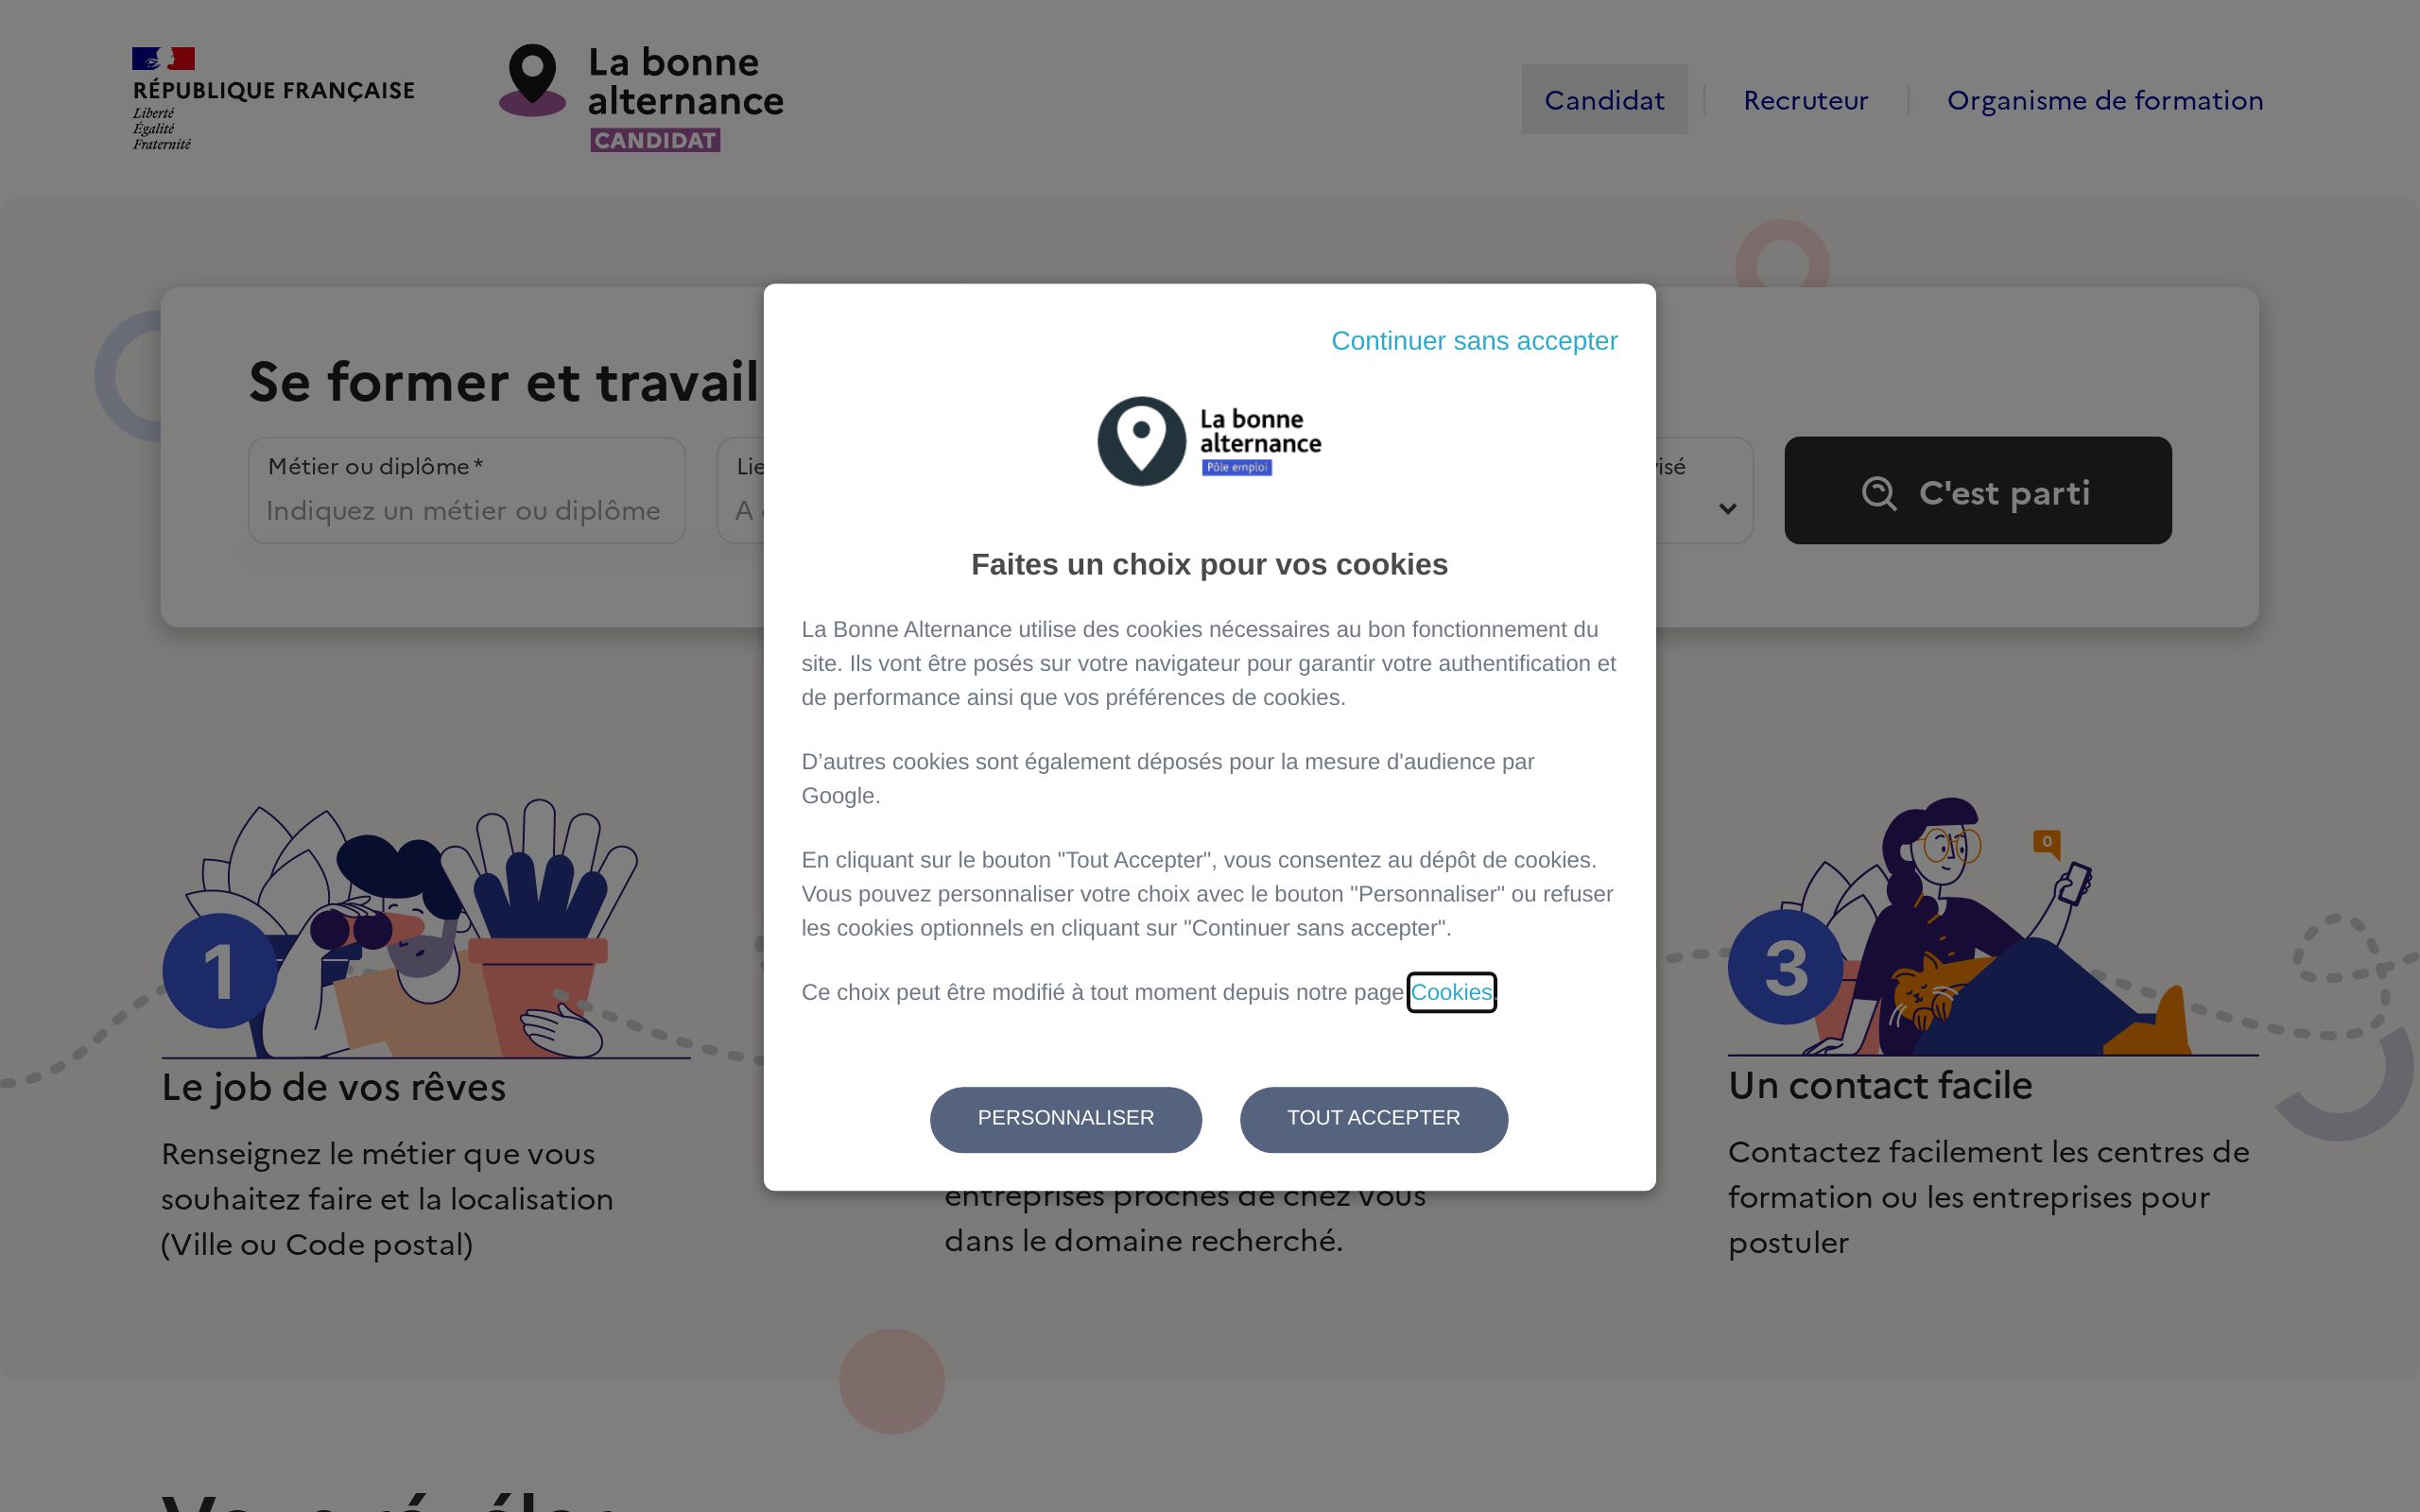 RÉPUBLIQUE FRANÇAISE
Liberté
Égalité
Fraternité
La bonne
alternance
CANDIDAT
Candidat
Recruteur
Organisme de formation
Se former et travail
Métier ou diplôme*
Indiquez un métier ou diplôme
Lie
A
visé
C'est parti
Continuer sans accepter
La bonne
alternance
Pôle emploi
Faites un choix pour vos cookies
La Bonne Alternance utilise des cookies nécessaires au bon fonctionnement du
site. Ils vont être posés sur votre navigateur pour garantir votre authentification et
de performance ainsi que vos préférences de cookies.
D’autres cookies sont également déposés pour la mesure d'audience par
Google.
En cliquant sur le bouton "Tout Accepter", vous consentez au dépôt de cookies.
Vous pouvez personnaliser votre choix avec le bouton "Personnaliser" ou refuser
les cookies optionnels en cliquant sur "Continuer sans accepter".
Ce choix peut être modifié à tout moment depuis notre page Cookies.
PERSONNALISER
TOUT ACCEPTER
1
Le job de vos rêves
Renseignez le métier que vous
souhaitez faire et la localisation
(Ville ou Code postal)
entreprises proches de chez vous
dans le domaine recherché.
0
3
Un contact facile
Contactez facilement les centres de
formation ou les entreprises pour
postuler